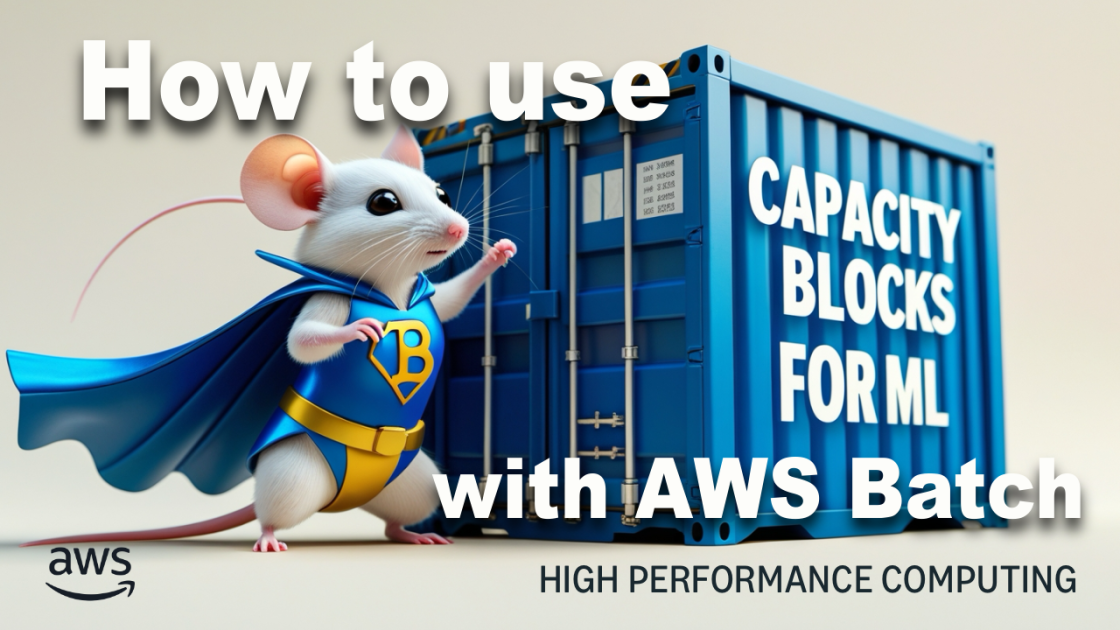 How to use
CAPACITY
BLOCKS
FOR ML
B
with AWS Batch
aws
HIGH PERFORMANCE COMPUTING